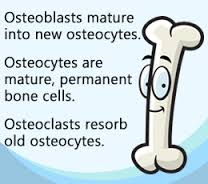 Osteoblasts mature
into new osteocytes.
Osteocytes are
mature, permanent
bone cells.
Osteoclasts resorb
old osteocytes.